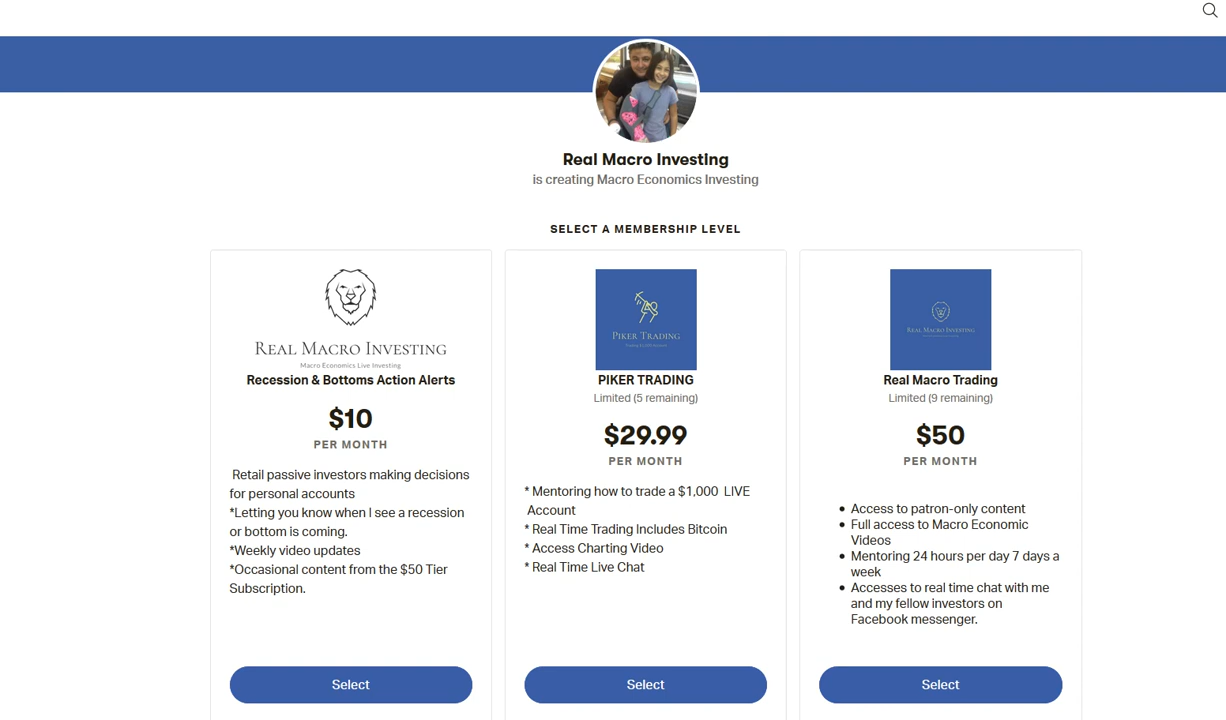 Real Macro Investing
is creating Macro Economics Investing
SELECT A MEMBERSHIP LEVEL
REAL MACRO INVESTING
Macro Economics Live Investing
Recession & Bottoms Action Alerts
$10
PER MONTH
Retail passive investors making decisions
for personal accounts
*Letting you know when I see a recession
or bottom is coming.
*Weekly video updates
*Occasional content from the $50 Tier
Subscription.
Select
PIKER TRADING
PIKER TRADING
Limited (5 remaining)
$29.99
PER MONTH
* Mentoring how to trade a $1,000 LIVE
Account
* Real Time Trading Includes Bitcoin
* Access Charting Video
* Real Time Live Chat
Select
REAL MACRO INVESTING
Real Macro Trading
Limited (9 remaining)
$50
PER MONTH
Access to patron-only content
Full access to Macro Economic
Videos
Mentoring 24 hours per day 7 days a
week
Accesses to real time chat with me
and my fellow investors on
Facebook messenger.
Select